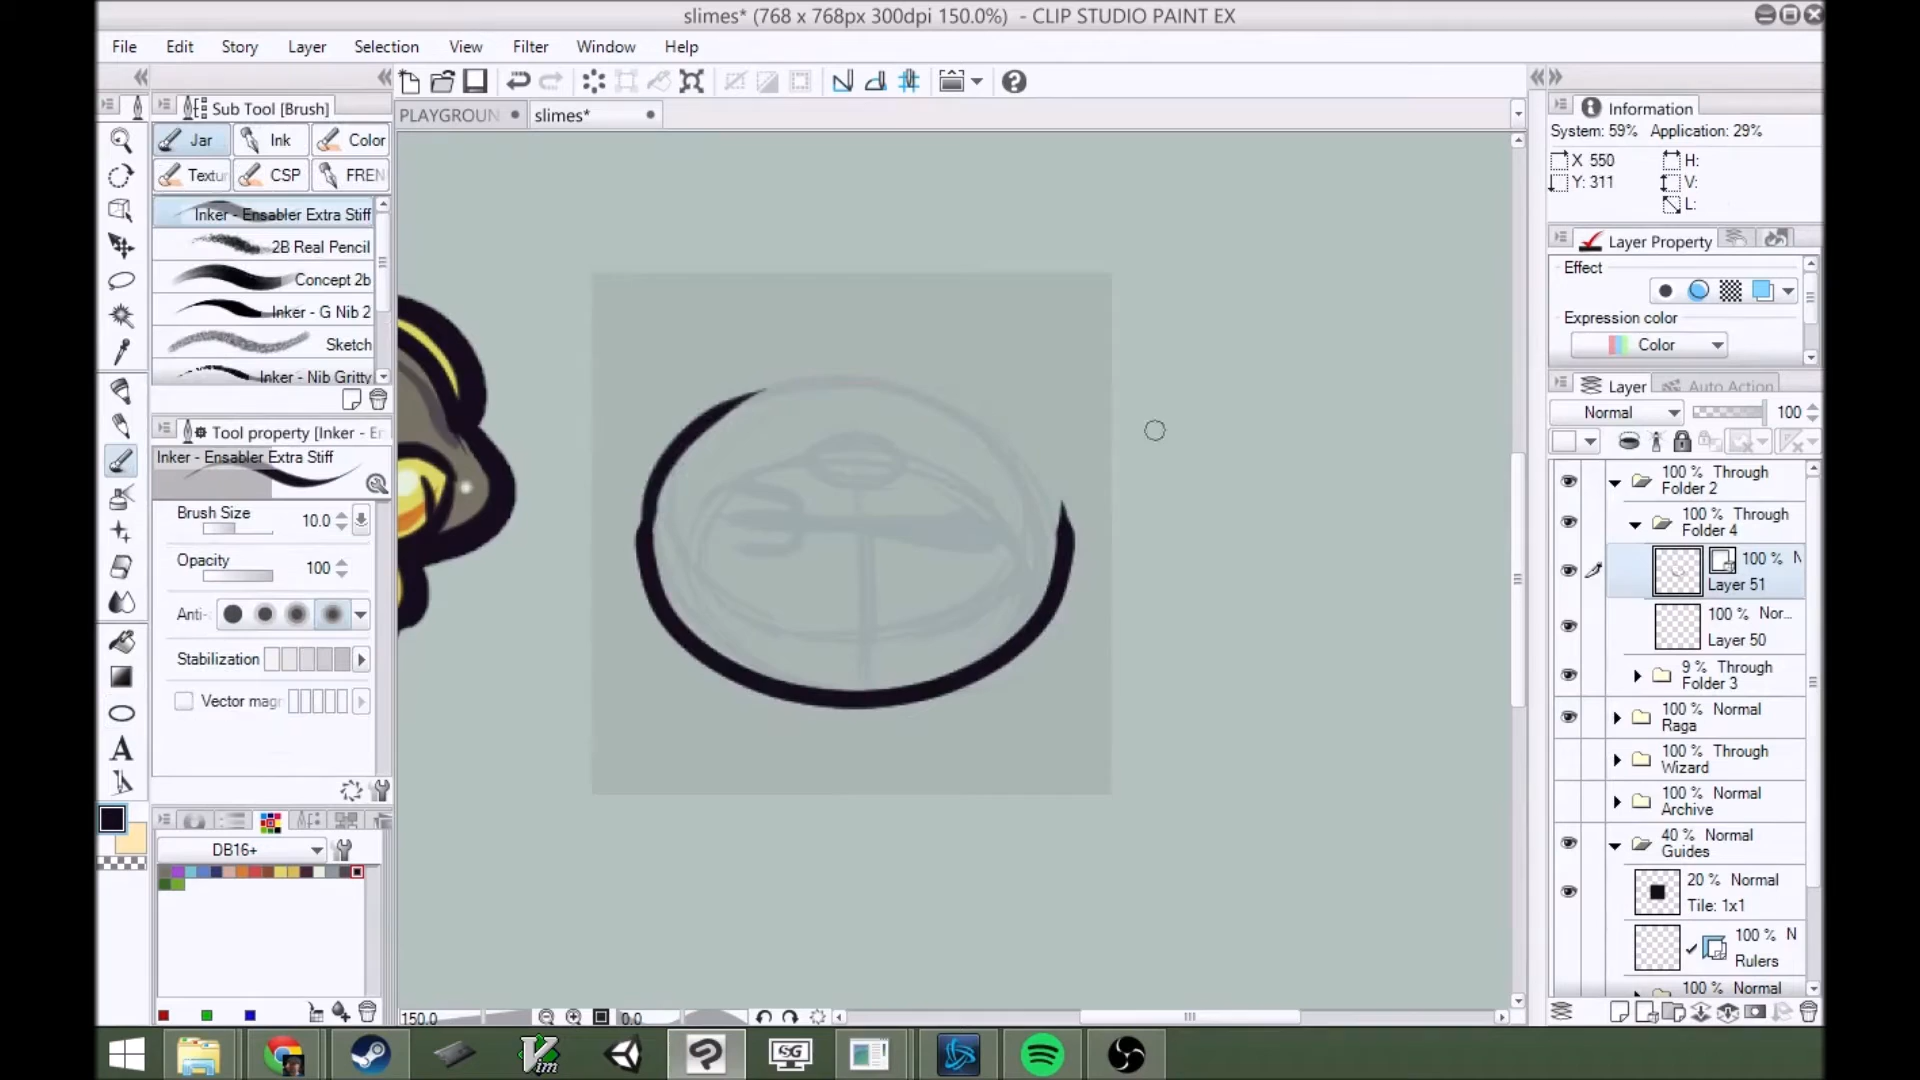 slimes* (768 x 768px 300dpi 150.0%) - CLIP STUDIO PAINT EX
File Edit Story Layer Selection View Filter Window Help
Sub Tool [Brush]
PLAYGROUN slimes*
Jar Ink Color
Textur CSP FREN
Inker - Ensabler Extra Stiff
2B Real Pencil
Concept 2b
Inker - G Nib 2
Sketch
Inker - Nib Gritty
Tool property [Inker - En
Inker - Ensabler Extra Stiff
Brush Size 10.0
Opacity 100
Anti-
Stabilization
Vector mag
DB16+
150.0 0.0
Information
System: 59% Application: 29%
X 550 H:
Y: 311 V:
L:
Layer Property
Effect
Expression color
Color
Layer Auto Action
Normal 100
100 % Through
Folder 2
100 % Through
Folder 4
100 % N
Layer 51
100 % Nor...
Layer 50
9 % Through
Folder 3
100 % Normal
Raga
100 % Through
Wizard
100 % Normal
Archive
40 % Normal
Guides
20 % Normal
Tile: 1x1
100 % N
Rulers
100 % Normal
Vim
SG